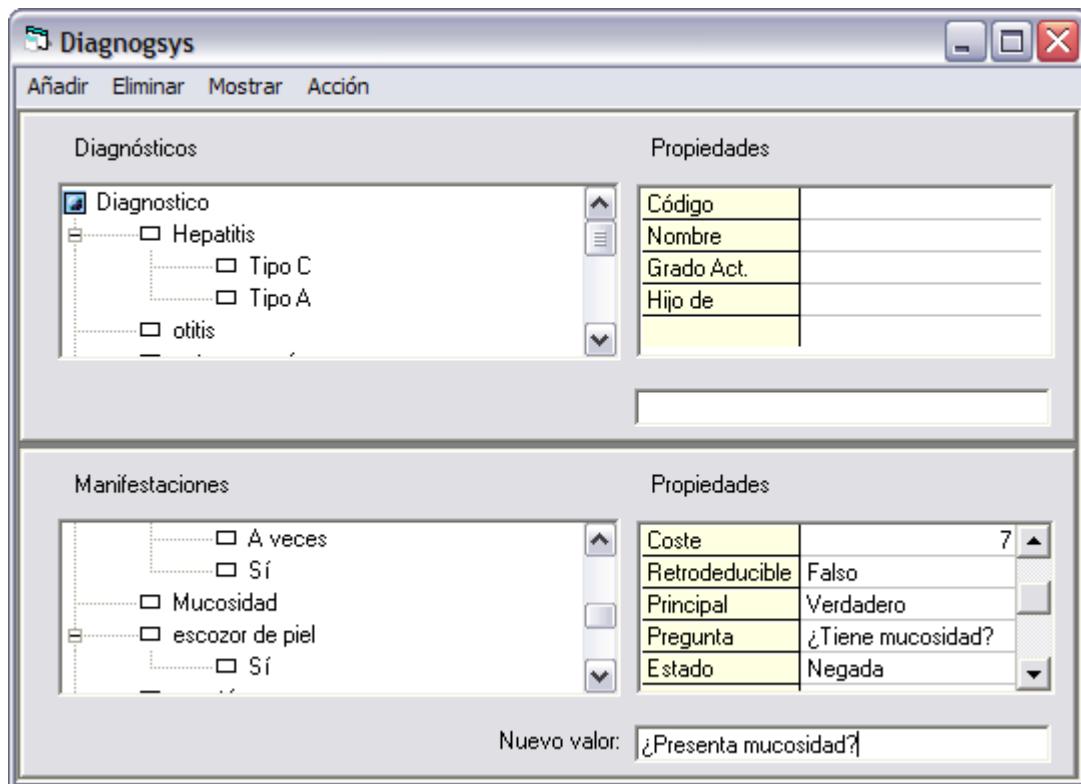 Diagnogsys
Añadir Eliminar Mostrar Acción
Diagnósticos
Diagnostico
Hepatitis
Tipo C
Tipo A
otitis
Propiedades
Código
Nombre
Grado Act.
Hijo de
Manifestaciones
A veces
Sí
Mucosidad
escozor de piel
Sí
Propiedades
Coste 7
Retrodeducible Falso
Principal Verdadero
Pregunta ¿Tiene mucosidad?
Estado Negada
Nuevo valor: ¿Presenta mucosidad?